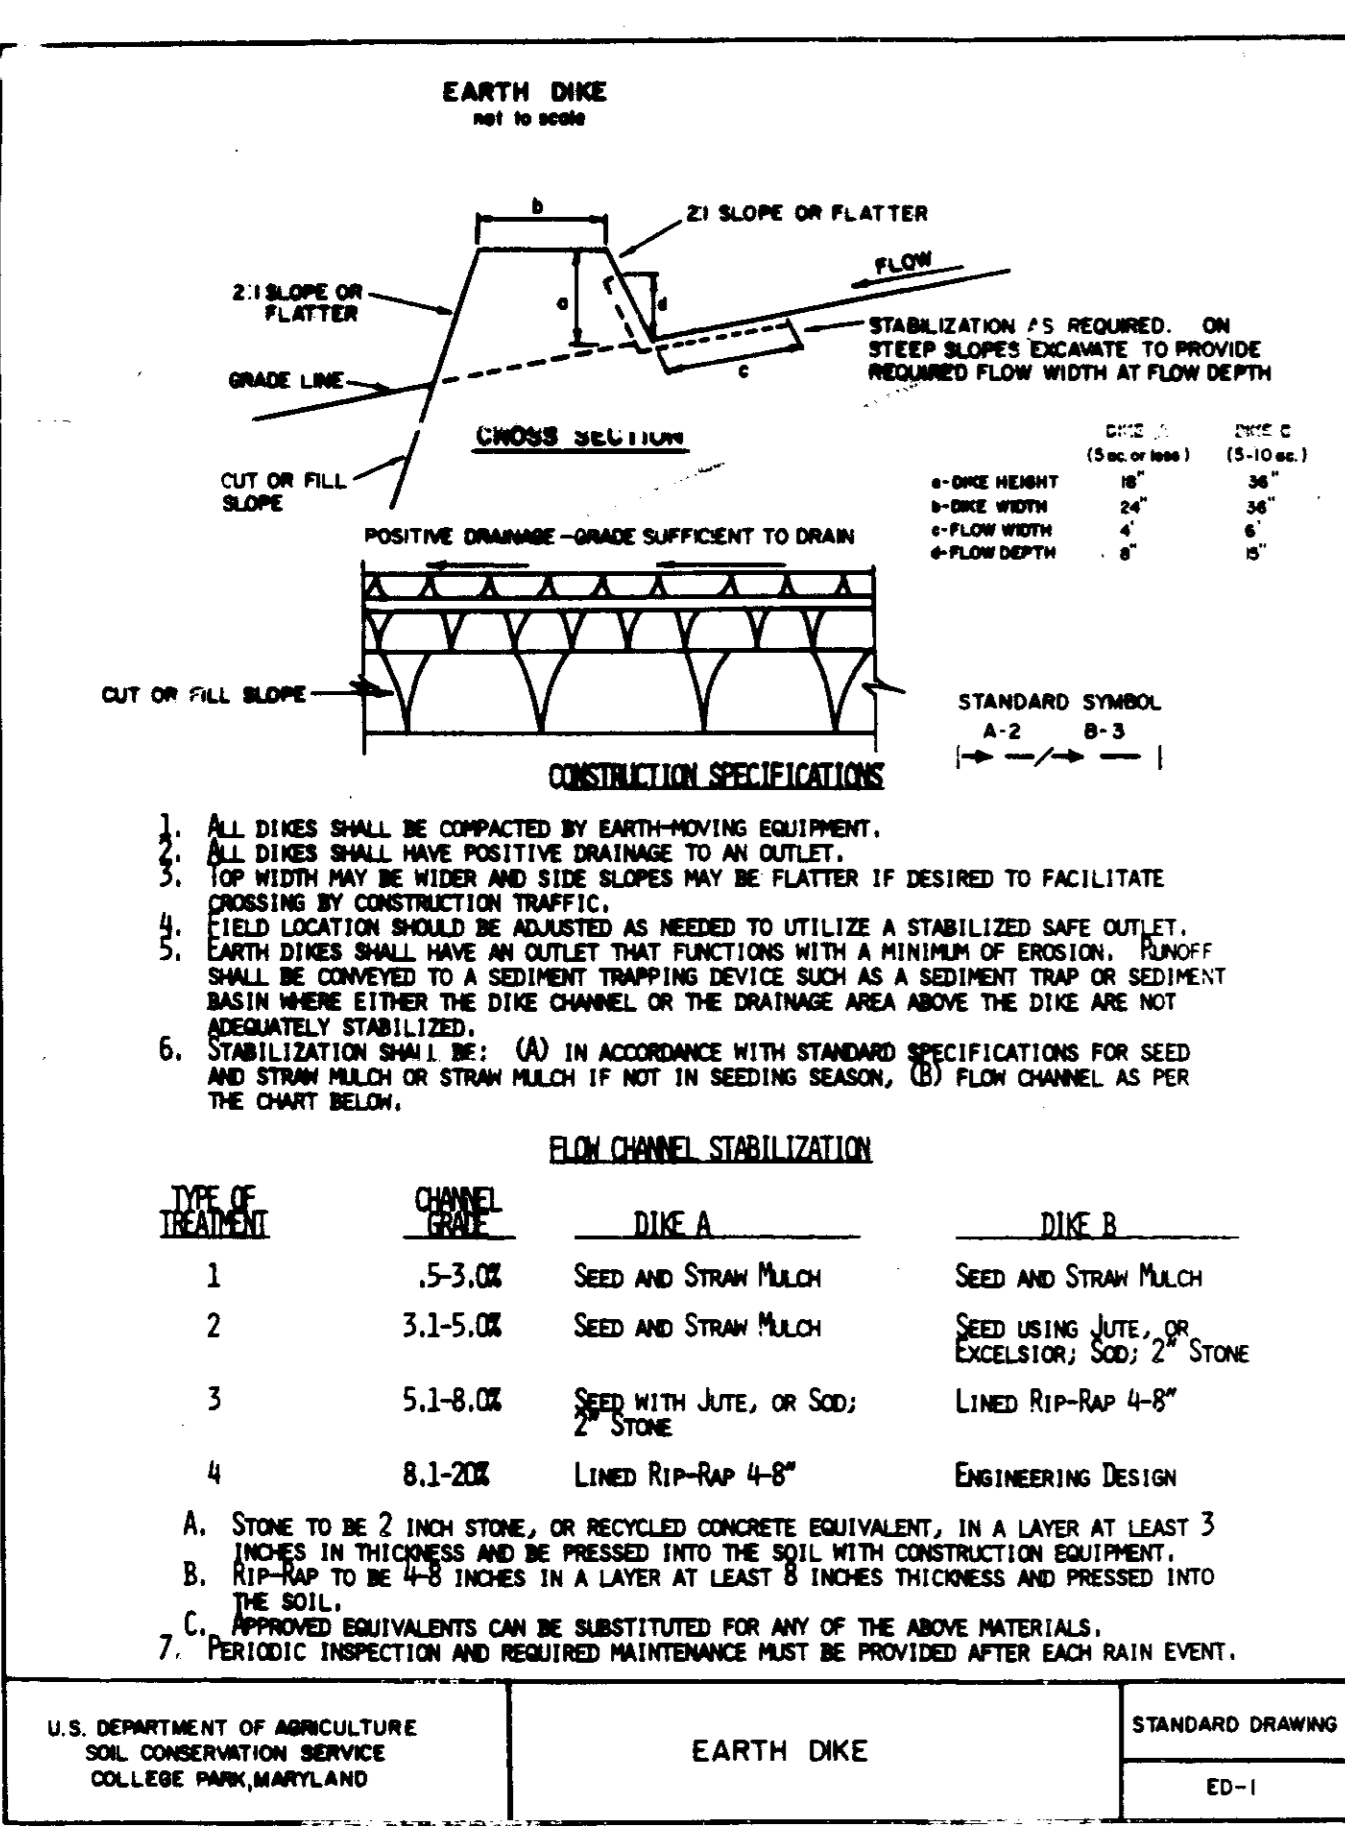 EARTH DIKE
not to scale
b
2:1 SLOPE OR FLATTER
FLOW
2:1 SLOPE OR
FLATTER
a
d
STABILIZATION AS REQUIRED. ON
STEEP SLOPES EXCAVATE TO PROVIDE
REQUIRED FLOW WIDTH AT FLOW DEPTH
c
GRADE LINE
CROSS SECTION
CUT OR FILL
SLOPE
DIKE
(5 ac. or less) (5-10 ac.)
a-DIKE HEIGHT 18" 36"
b-DIKE WIDTH 24" 36"
c-FLOW WIDTH 4' 6'
d-FLOW DEPTH 8" 15"
POSITIVE DRAINAGE-GRADE SUFFICIENT TO DRAIN
CUT OR FILL SLOPE
STANDARD SYMBOL
A-2 B-3
CONSTRUCTION SPECIFICATIONS
1. ALL DIKES SHALL BE COMPACTED BY EARTH-MOVING EQUIPMENT.
2. ALL DIKES SHALL HAVE POSITIVE DRAINAGE TO AN OUTLET.
3. TOP WIDTH MAY BE WIDER AND SIDE SLOPES MAY BE FLATTER IF DESIRED TO FACILITATE
CROSSING BY CONSTRUCTION TRAFFIC.
4. FIELD LOCATION SHOULD BE ADJUSTED AS NEEDED TO UTILIZE A STABILIZED SAFE OUTLET.
5. EARTH DIKES SHALL HAVE AN OUTLET THAT FUNCTIONS WITH A MINIMUM OF EROSION. RUNOFF
SHALL BE CONVEYED TO A SEDIMENT TRAPPING DEVICE SUCH AS A SEDIMENT TRAP OR SEDIMENT
BASIN WHERE EITHER THE DIKE CHANNEL OR THE DRAINAGE AREA ABOVE THE DIKE ARE NOT
ADEQUATELY STABILIZED.
6. STABILIZATION SHALL BE: (A) IN ACCORDANCE WITH STANDARD SPECIFICATIONS FOR SEED
AND STRAW MULCH OR STRAW MULCH IF NOT IN SEEDING SEASON, (B) FLOW CHANNEL AS PER
THE CHART BELOW.
FLOW CHANNEL STABILIZATION
TYPE OF CHANNEL
TREATMENT GRADE DIKE A DIKE B
1 .5-3.0% SEED AND STRAW MULCH SEED AND STRAW MULCH
2 3.1-5.0% SEED AND STRAW MULCH SEED USING JUTE, OR
EXCELSIOR; SOD; 2" STONE
3 5.1-8.0% SEED WITH JUTE, OR SOD; LINED RIP-RAP 4-8"
2" STONE
4 8.1-20% LINED RIP-RAP 4-8" ENGINEERING DESIGN
A. STONE TO BE 2 INCH STONE, OR RECYCLED CONCRETE EQUIVALENT, IN A LAYER AT LEAST 3
INCHES IN THICKNESS AND BE PRESSED INTO THE SOIL WITH CONSTRUCTION EQUIPMENT.
B. RIP-RAP TO BE 4-8 INCHES IN A LAYER AT LEAST 8 INCHES THICKNESS AND PRESSED INTO
THE SOIL.
C. APPROVED EQUIVALENTS CAN BE SUBSTITUTED FOR ANY OF THE ABOVE MATERIALS.
7. PERIODIC INSPECTION AND REQUIRED MAINTENANCE MUST BE PROVIDED AFTER EACH RAIN EVENT.
U.S. DEPARTMENT OF AGRICULTURE
SOIL CONSERVATION SERVICE
COLLEGE PARK, MARYLAND
EARTH DIKE
STANDARD DRAWING
ED-1